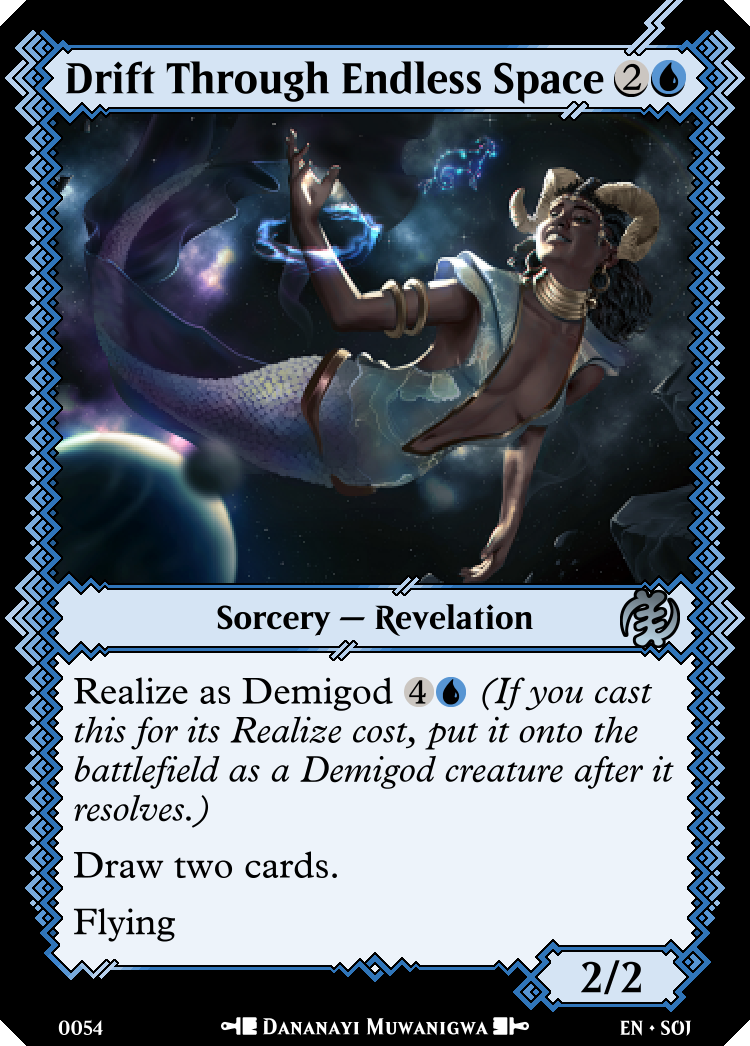 Drift Through Endless Space 2
Sorcery — Revelation
Realize as Demigod 4 (If you cast
this for its Realize cost, put it onto the
battlefield as a Demigod creature after it
resolves.)
Draw two cards.
Flying
2/2
0054 Dananayi Muwanigwa EN • SOJ